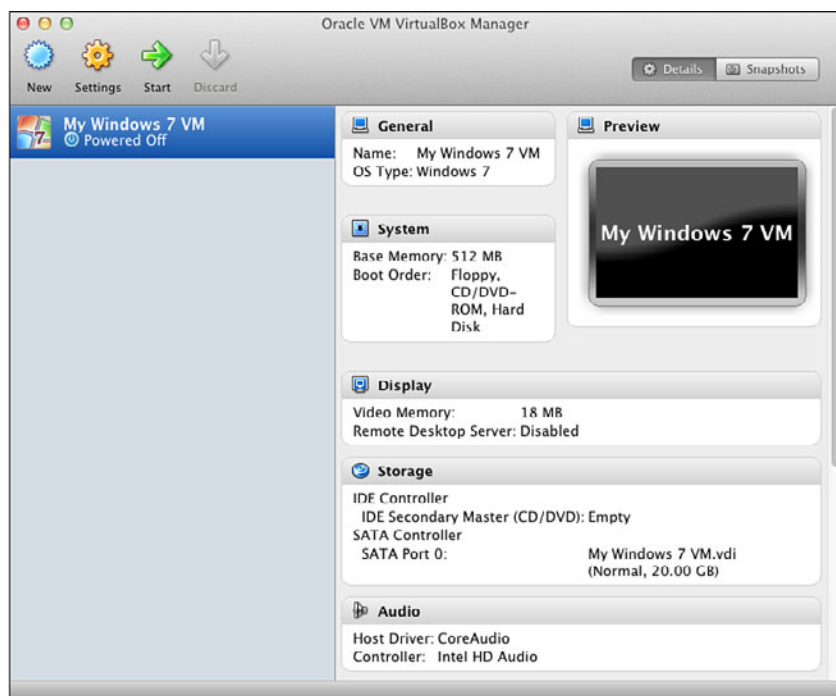 Oracle VM VirtualBox Manager
New
Settings
Start
Discard
Details
Snapshots
My Windows 7 VM
Powered Off
General
Name: My Windows 7 VM
OS Type: Windows 7
Preview
My Windows 7 VM
System
Base Memory: 512 MB
Boot Order: Floppy,
CD/DVD-
ROM, Hard
Disk
Display
Video Memory: 18 MB
Remote Desktop Server: Disabled
Storage
IDE Controller
IDE Secondary Master (CD/DVD): Empty
SATA Controller
SATA Port 0: My Windows 7 VM.vdi
(Normal, 20.00 GB)
Audio
Host Driver: CoreAudio
Controller: Intel HD Audio